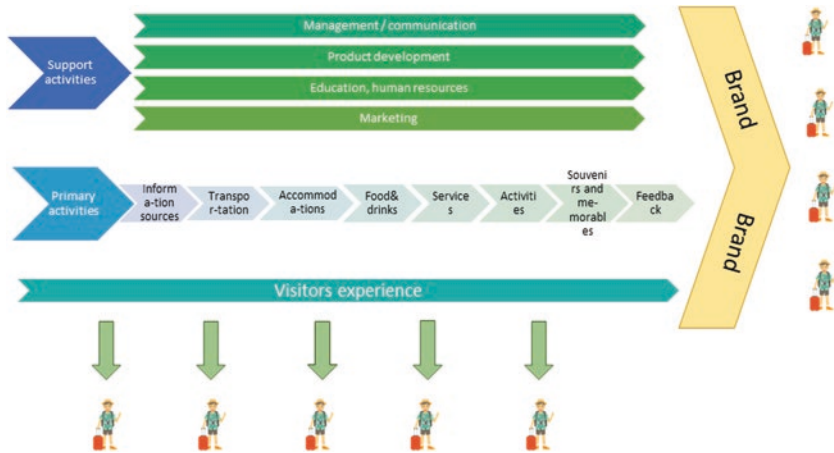 Management / communication
Support
activities
Product development
Education, human resources
Marketing
Brand
Primary
activities
Inform
a-tion
sources
Transpo
r-tation
Accommod
a-tions
Food&
drinks
Service
s
Activiti
es
Souveni
rs and
me-
morabl
es
Feedba
ck
Brand
Visitors experience